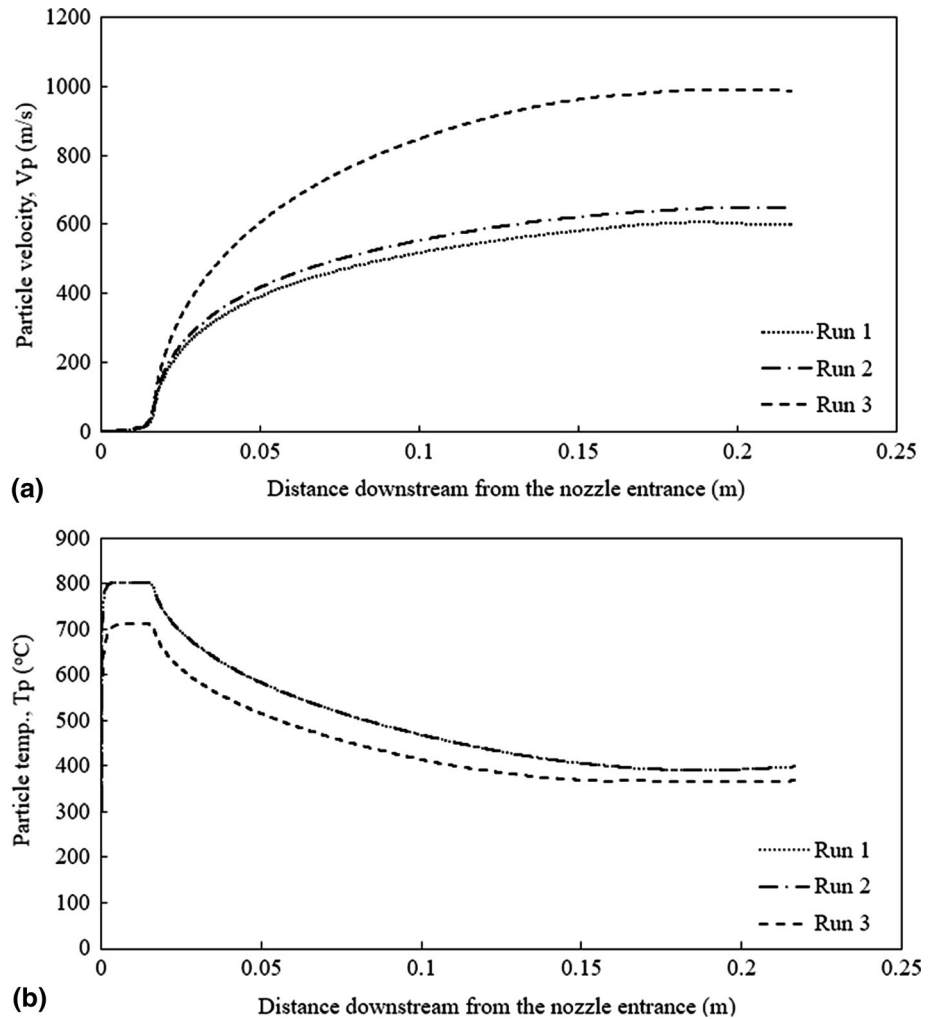 1200
1000
800
600
400
200
0
Particle velocity, Vp (m/s)
Run 1
Run 2
Run 3
0 0.05 0.1 0.15 0.2 0.25
(a) Distance downstream from the nozzle entrance (m)
900
800
700
600
500
400
300
200
100
0
Particle temp., Tp (°C)
Run 1
Run 2
Run 3
0 0.05 0.1 0.15 0.2 0.25
(b) Distance downstream from the nozzle entrance (m)